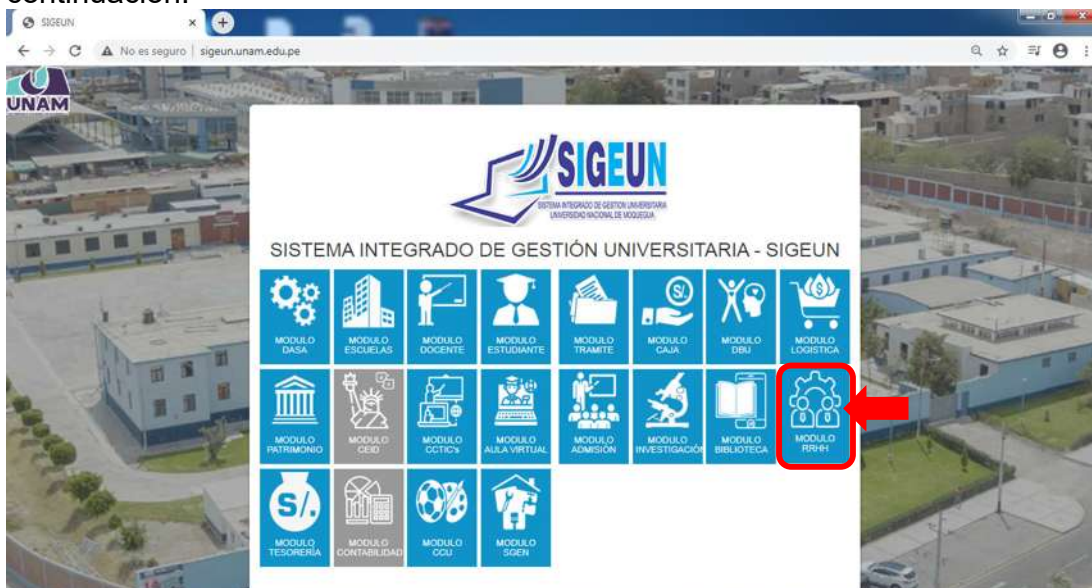 continuación.
SIGEUN
No es seguro | sigeun.unam.edu.pe
UNAM
SIGEUN
SISTEMA INTEGRADO DE GESTION UNIVERSITARIA
UNIVERSIDAD NACIONAL DE MOQUEGUA
SISTEMA INTEGRADO DE GESTIÓN UNIVERSITARIA - SIGEUN
MODULO DASA
MODULO ESCUELAS
MODULO DOCENTE
MODULO ESTUDIANTE
MODULO TRAMITE
S/.
MODULO CAJA
MODULO DBU
MODULO LOGISTICA
MODULO PATRIMONIO
MODULO CEID
MODULO CCTIC's
MODULO AULA VIRTUAL
MODULO ADMISIÓN
MODULO INVESTIGACIÓN
MODULO BIBLIOTECA
MODULO RRHH
S/.
MODULO TESORERÍA
MODULO CONTABILIDAD
MODULO CCU
MODULO SGEN